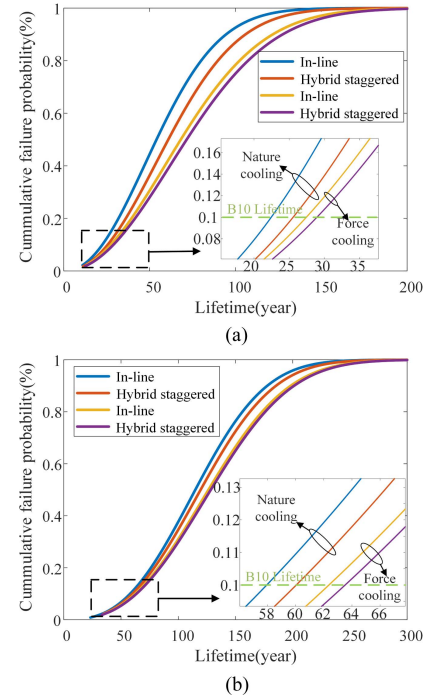 Cummulative failure probability(%)
1
0.8
0.6
0.4
0.2
0
In-line
Hybrid staggered
In-line
Hybrid staggered
0.16
0.14
0.12
0.1
0.08
Nature
cooling
B10 Lifetime
Force
cooling
20 25 30 35
0 50 100 150 200
Lifetime(year)
(a)
Cummulative failure probability(%)
1
0.8
0.6
0.4
0.2
0
In-line
Hybrid staggered
In-line
Hybrid staggered
0.13
0.12
0.11
0.1
Nature
cooling
B10 Lifetime
Force
cooling
58 60 62 64 66
0 50 100 150 200 250 300
Lifetime(year)
(b)